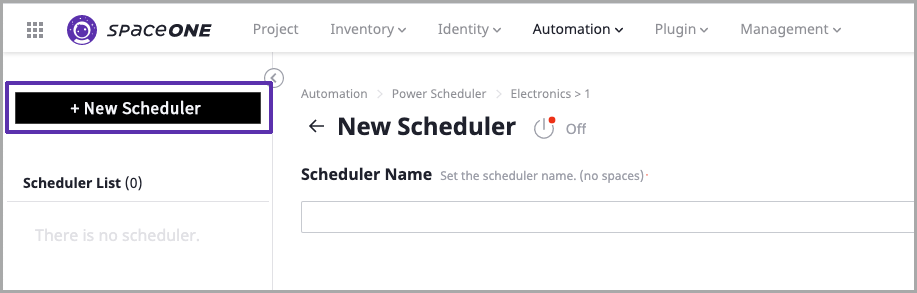 spaceONE Project Inventory Identity Automation Plugin Management
+ New Scheduler
Scheduler List (0)
There is no scheduler.
Automation > Power Scheduler > Electronics > 1
← New Scheduler Off
Scheduler Name Set the scheduler name. (no spaces)